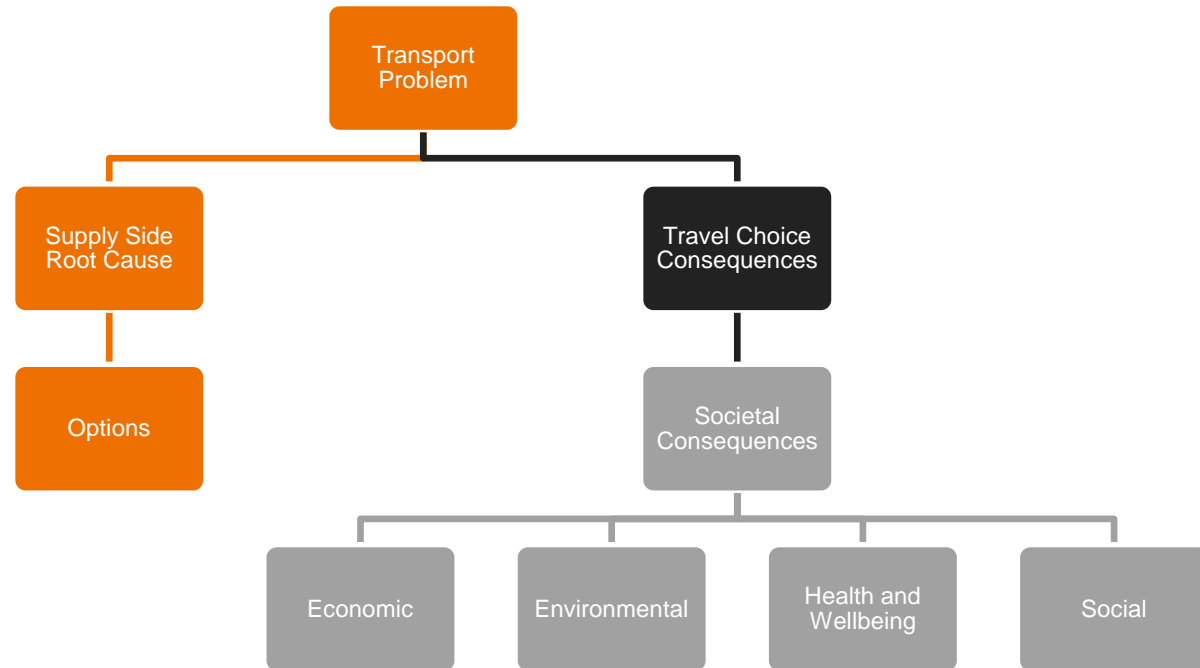 Transport
Problem
Supply Side
Root Cause
Travel Choice
Consequences
Options
Societal
Consequences
Economic
Environmental
Health and
Wellbeing
Social